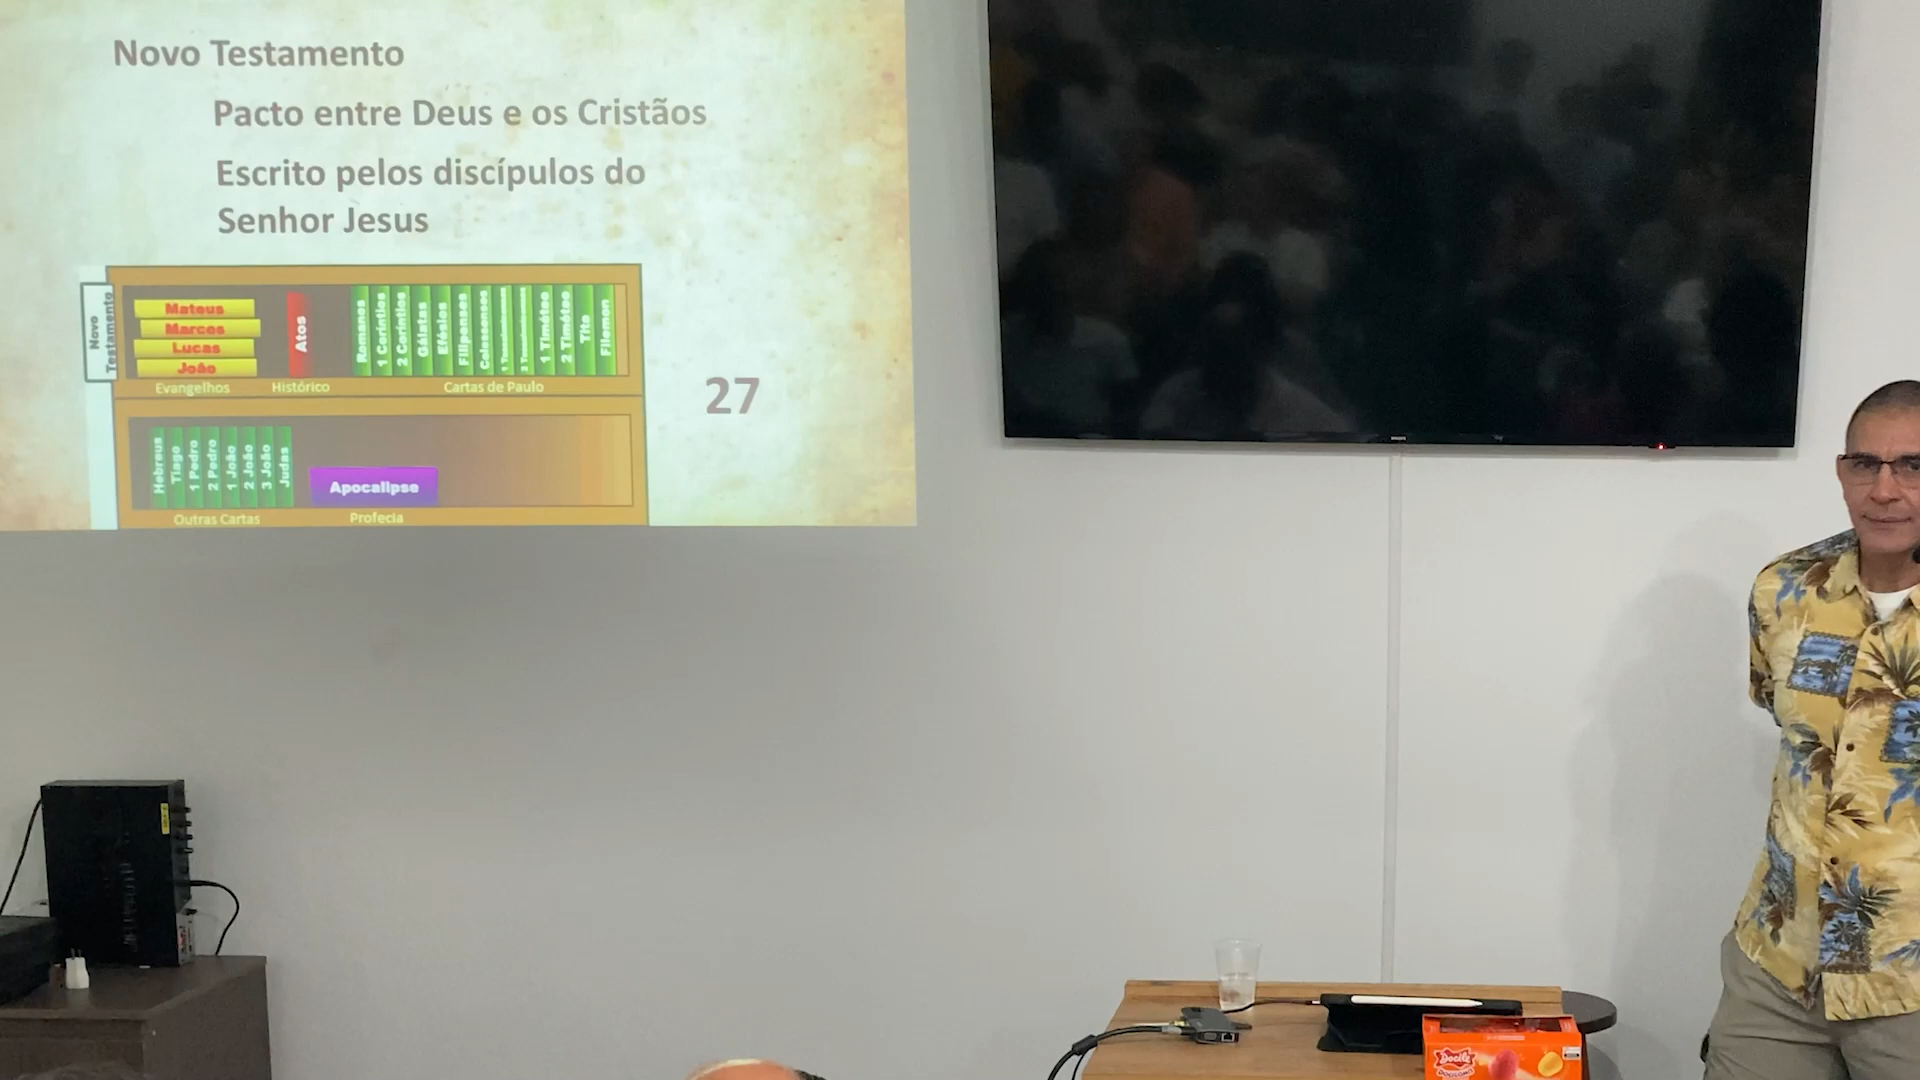 Novo Testamento
Pacto entre Deus e os Cristãos
Escrito pelos discípulos do
Senhor Jesus
Novo
Testamento
Mateus
Marcos
Lucas
João
Evangelhos
Atos
Histórico
Romanos
1 Coríntios
2 Coríntios
Gálatas
Efésios
Filipenses
Colossenses
1 Timóteo
2 Timóteo
Tito
Filemon
Cartas de Paulo
27
Hebreus
Tiago
1 Pedro
2 Pedro
1 João
2 João
3 João
Judas
Outras Cartas
Apocalipse
Profecia
Docile